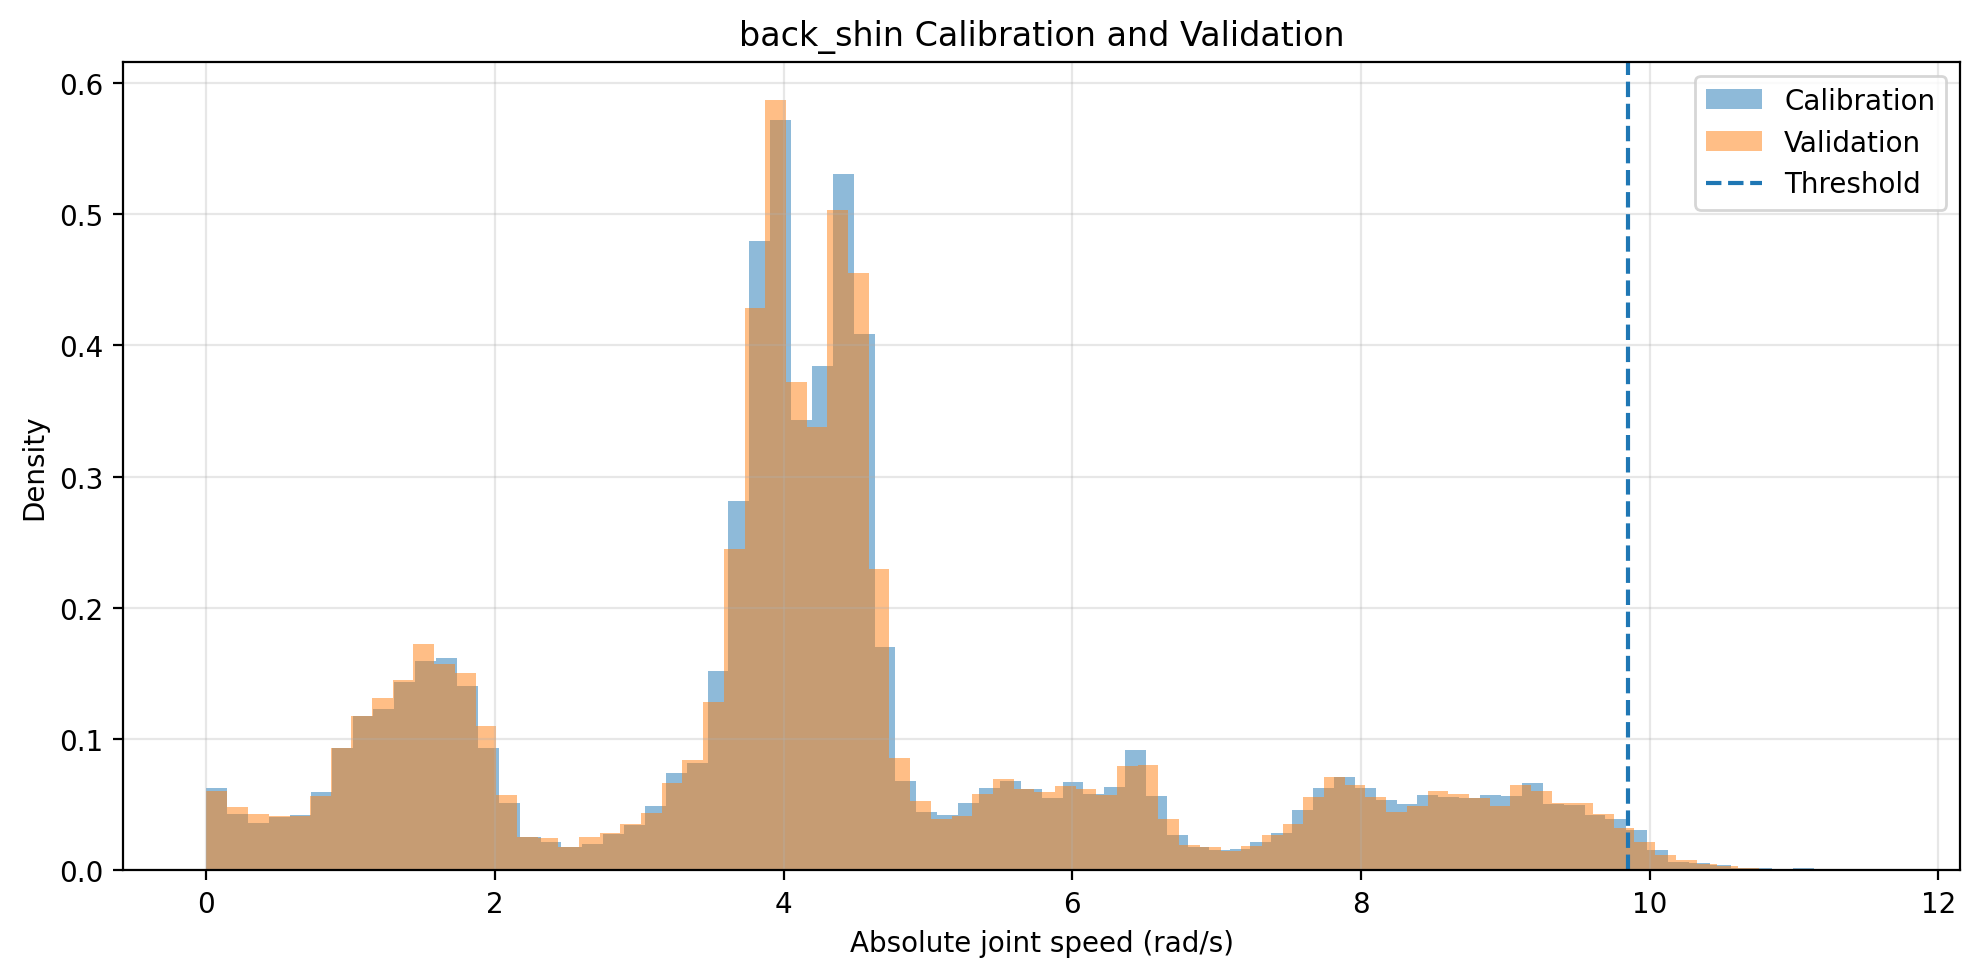 back_shin Calibration and Validation
Calibration
Validation
Threshold
Density
0.6
0.5
0.4
0.3
0.2
0.1
0.0
0 2 4 6 8 10 12
Absolute joint speed (rad/s)